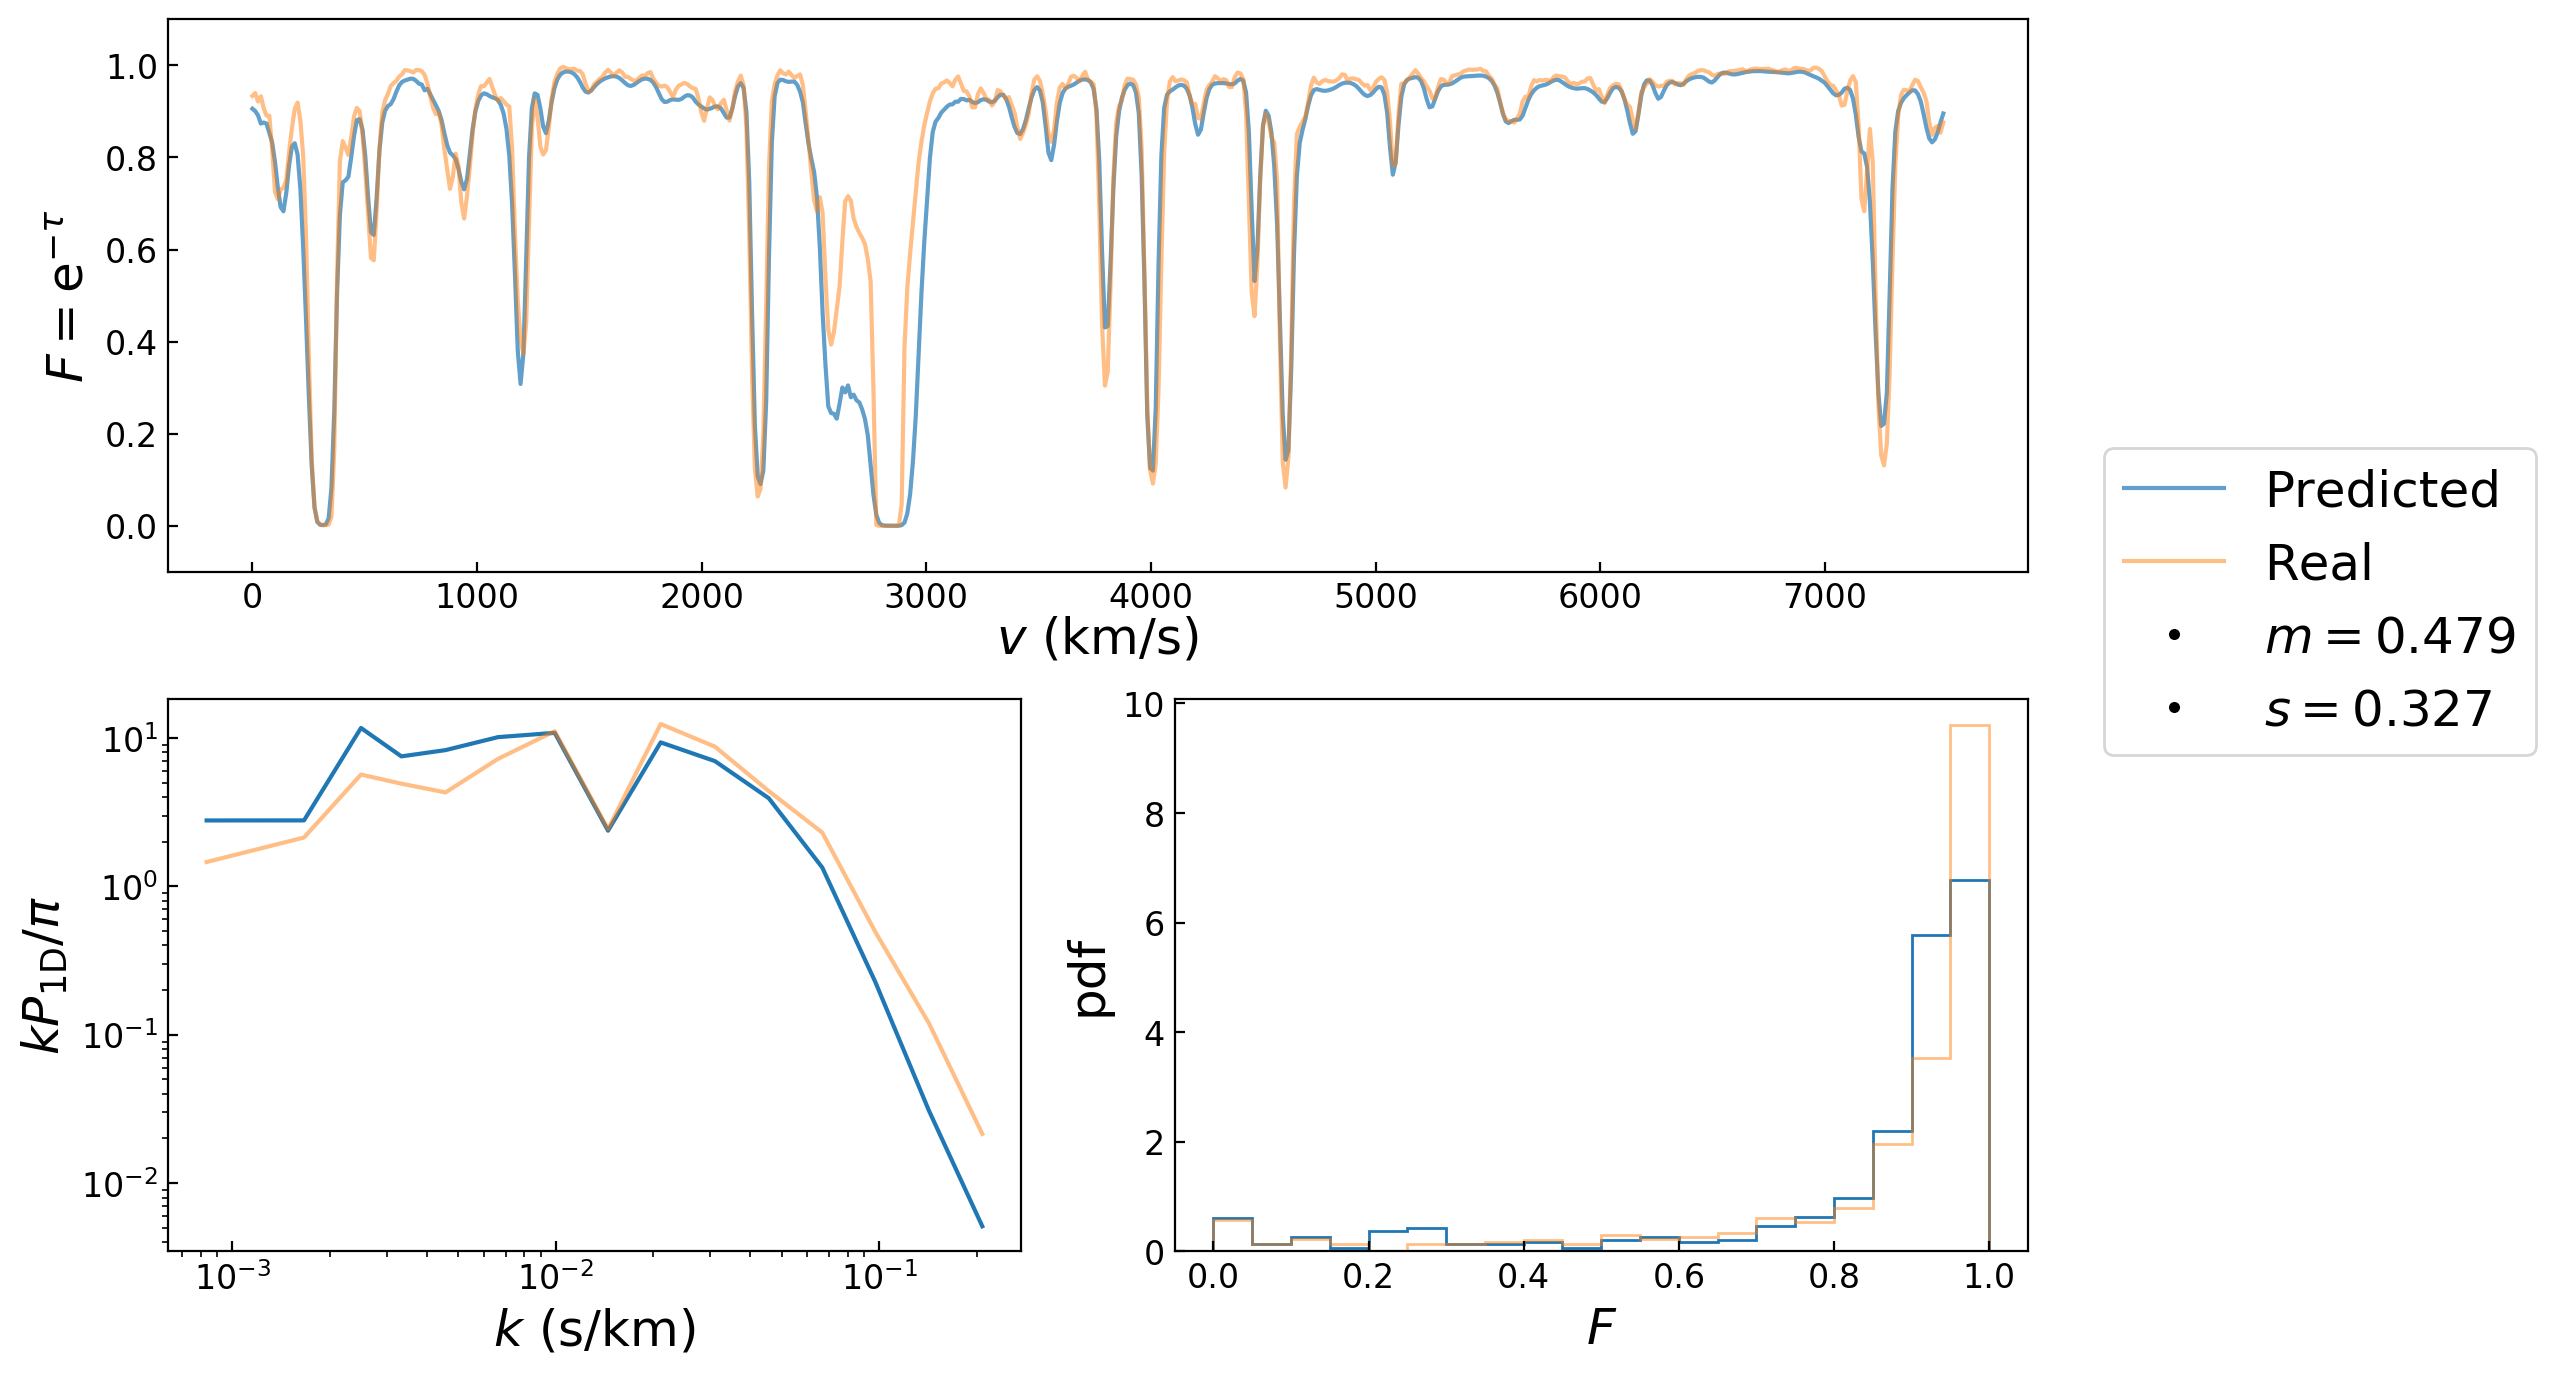 1.0
0.8
0.6
0.4
0.2
0.0
F = e^{−τ}
0 1000 2000 3000 4000 5000 6000 7000
v (km/s)
Predicted
Real
m = 0.479
s = 0.327
10^1
10^0
10^{−1}
10^{−2}
kP_{1D}/π
10^{−3} 10^{−2} 10^{−1}
k (s/km)
10
8
6
4
2
0
pdf
0.0 0.2 0.4 0.6 0.8 1.0
F